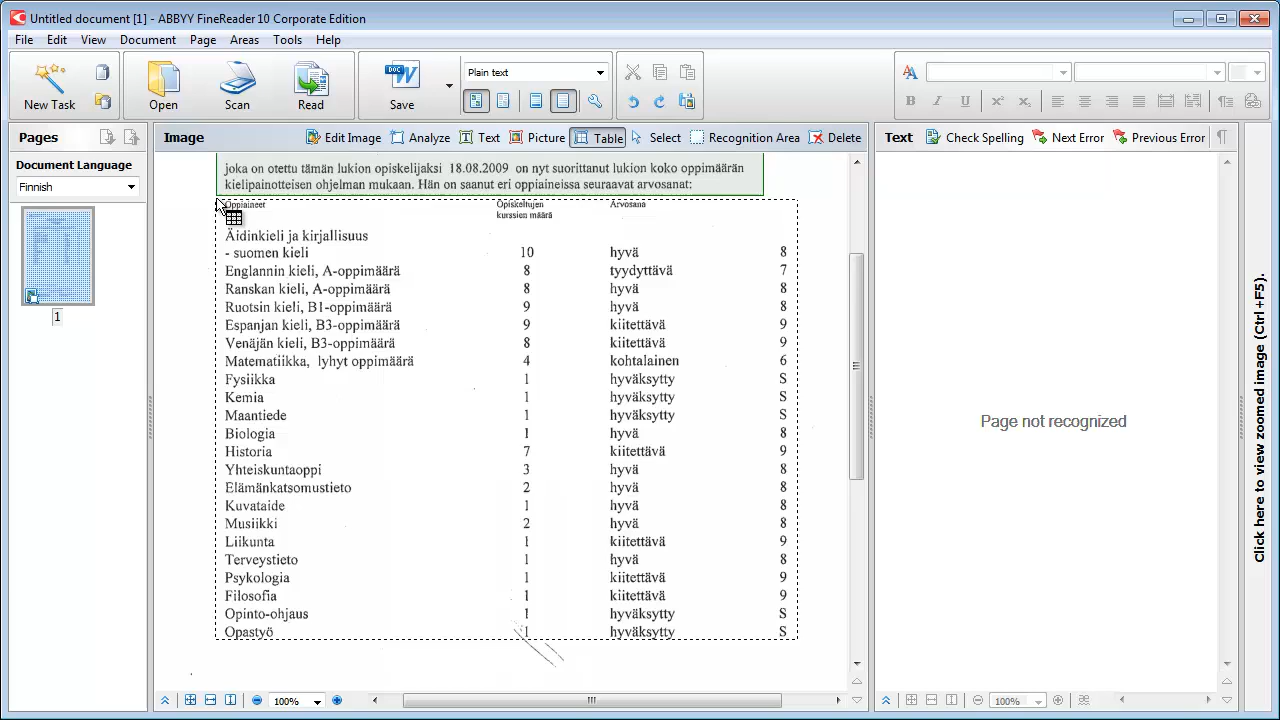 Untitled document [1] - ABBYY FineReader 10 Corporate Edition
File Edit View Document Page Areas Tools Help
New Task Open Scan Read Save Plain text
Pages
Document Language
Finnish
1
Image Edit Image Analyze Text Picture Table Select Recognition Area Delete
joka on otettu tämän lukion opiskelijaksi 18.08.2009 on nyt suorittanut lukion koko oppimäärän
kielipainotteisen ohjelman mukaan. Hän on saanut eri oppiaineissa seuraavat arvosanat:
Oppiaineet Opiskeltujen Arvosana
kurssien määrä
Äidinkieli ja kirjallisuus
- suomen kieli 10 hyvä 8
Englannin kieli, A-oppimäärä 8 tyydyttävä 7
Ranskan kieli, A-oppimäärä 8 hyvä 8
Ruotsin kieli, B1-oppimäärä 9 hyvä 8
Espanjan kieli, B3-oppimäärä 9 kiitettävä 9
Venäjän kieli, B3-oppimäärä 8 kiitettävä 9
Matematiikka, lyhyt oppimäärä 4 kohtalainen 6
Fysiikka 1 hyväksytty S
Kemia 1 hyväksytty S
Maantiede 1 hyväksytty S
Biologia 1 hyvä 8
Historia 7 kiitettävä 9
Yhteiskuntaoppi 3 hyvä 8
Elämänkatsomustieto 2 hyvä 8
Kuvataide 1 hyvä 8
Musiikki 2 hyvä 8
Liikunta 1 kiitettävä 9
Terveystieto 1 hyvä 8
Psykologia 1 kiitettävä 9
Filosofia 1 kiitettävä 9
Opinto-ohjaus 1 hyväksytty S
Opastyö 1 hyväksytty S
100%
Text Check Spelling Next Error Previous Error
Page not recognized
100%
Click here to view zoomed image (Ctrl+F5).